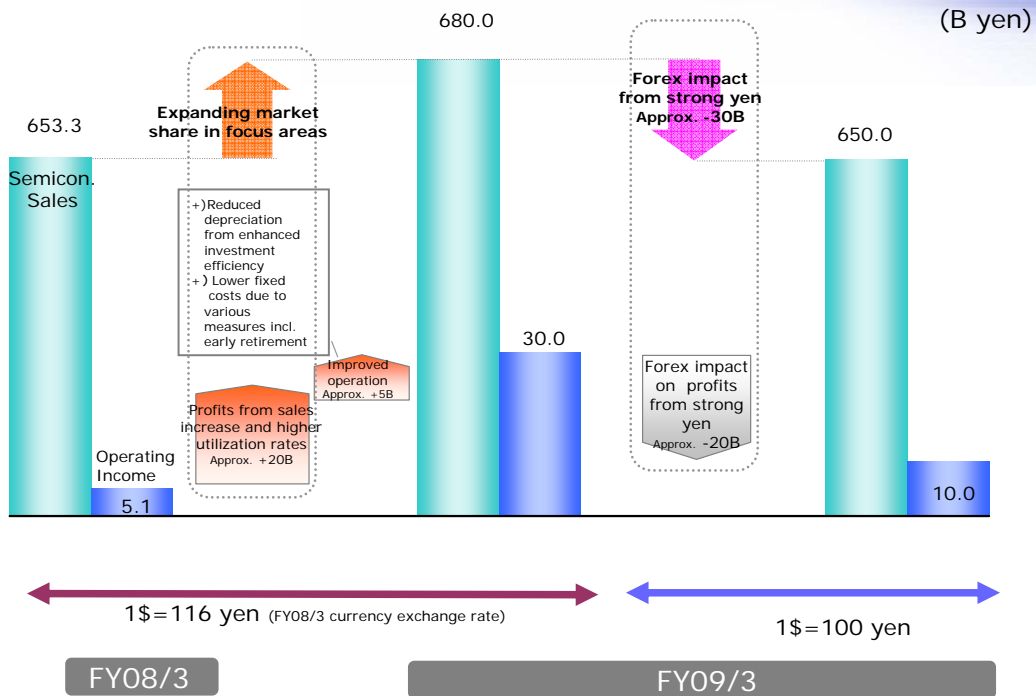 (B yen)
680.0
653.3
Expanding market
share in focus areas
Forex impact
from strong yen
Approx. -30B
650.0
Semicon.
Sales
+)Reduced
depreciation
from enhanced
investment
efficiency
+) Lower fixed
costs due to
various
measures incl.
early retirement
30.0
Improved
operation
Approx. +5B
Profits from sales
increase and higher
utilization rates
Approx. +20B
Forex impact
on profits
from strong
yen
Approx. -20B
Operating
Income
5.1
10.0
1$=116 yen (FY08/3 currency exchange rate)
1$=100 yen
FY08/3
FY09/3